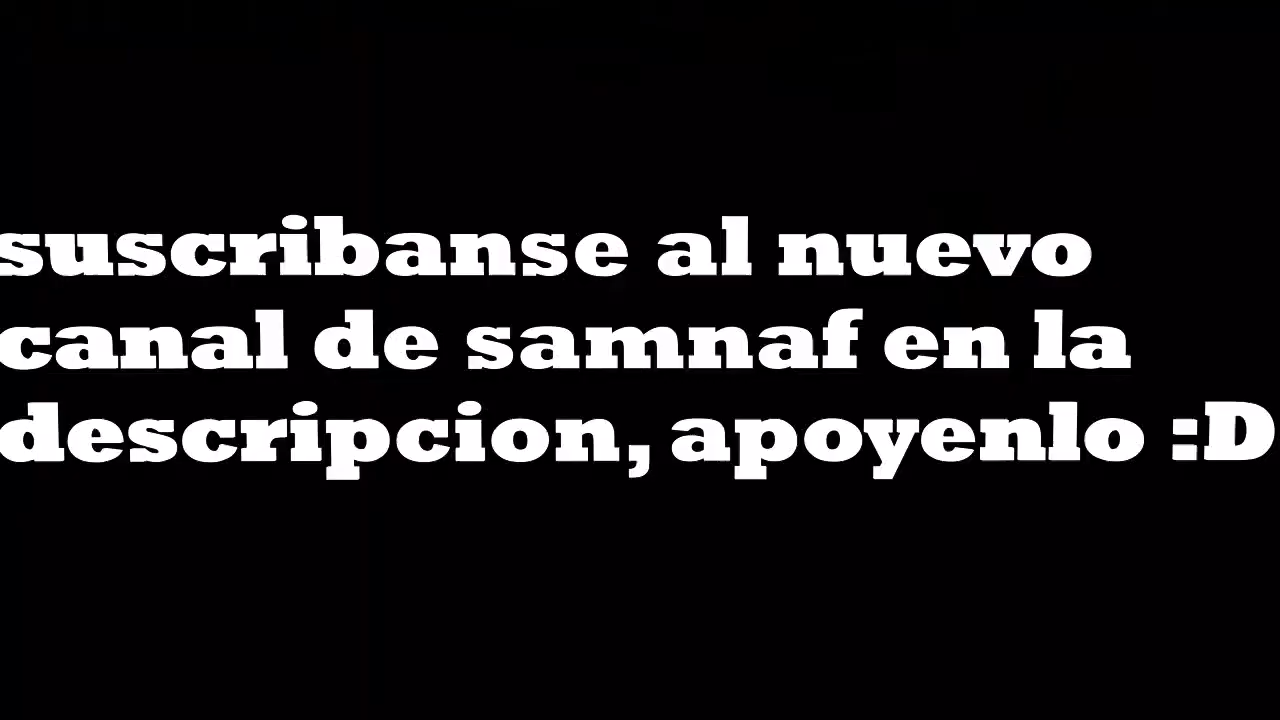 suscribanse al nuevo
canal de samnaf en la
descripcion, apoyenlo :D